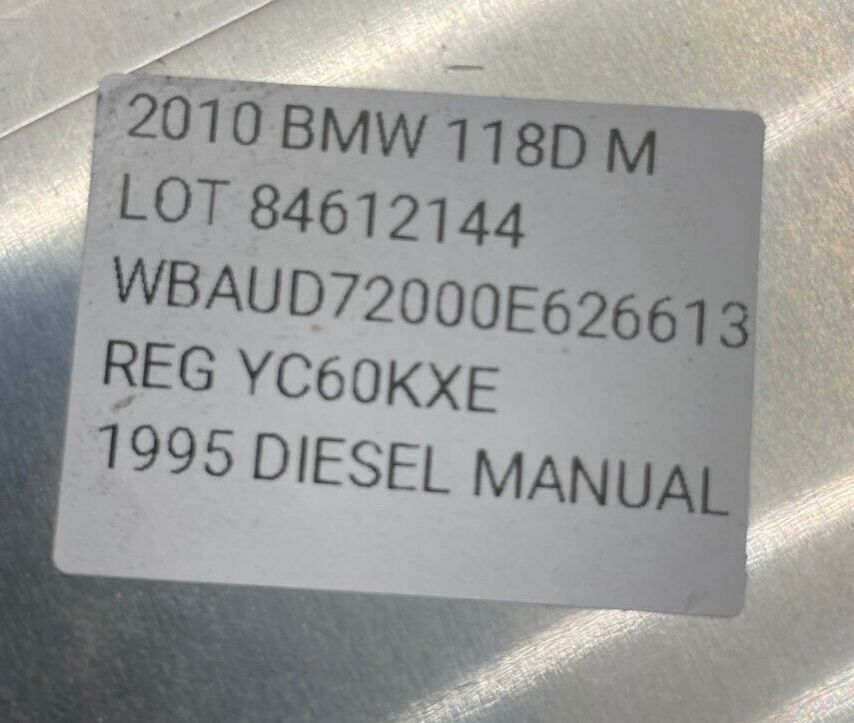 2010 BMW 118D M
LOT 84612144
WBAUD72000E626613
REG YC60KXE
1995 DIESEL MANUAL